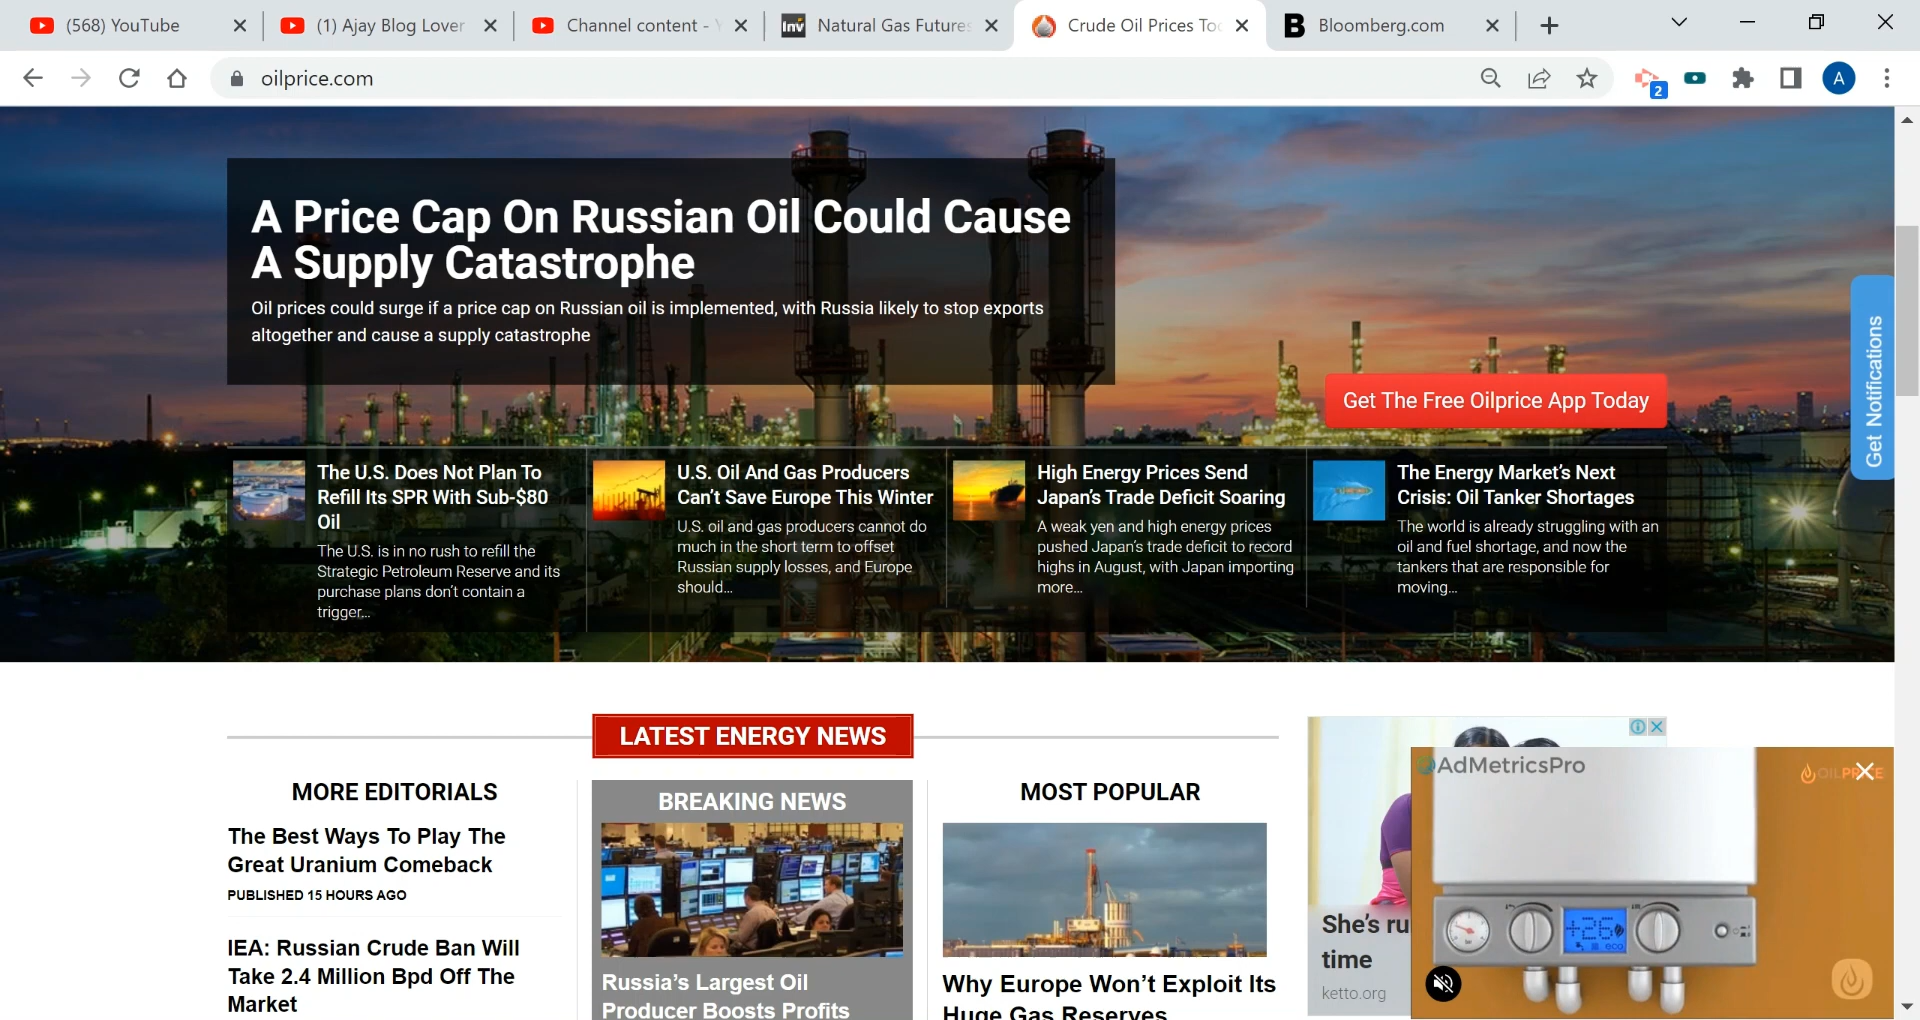 (568) YouTube
(1) Ajay Blog Lover
Channel content -
Inv
Natural Gas Futures
Crude Oil Prices To
B
Bloomberg.com
oilprice.com
2
A
A Price Cap On Russian Oil Could Cause
A Supply Catastrophe
Oil prices could surge if a price cap on Russian oil is implemented, with Russia likely to stop exports
altogether and cause a supply catastrophe
Get Notifications
Get The Free Oilprice App Today
The U.S. Does Not Plan To
Refill Its SPR With Sub-$80
Oil
The U.S. is in no rush to refill the
Strategic Petroleum Reserve and its
purchase plans don't contain a
trigger...
U.S. Oil And Gas Producers
Can't Save Europe This Winter
U.S. oil and gas producers cannot do
much in the short term to offset
Russian supply losses, and Europe
should...
High Energy Prices Send
Japan's Trade Deficit Soaring
A weak yen and high energy prices
pushed Japan's trade deficit to record
highs in August, with Japan importing
more...
The Energy Market's Next
Crisis: Oil Tanker Shortages
The world is already struggling with an
oil and fuel shortage, and now the
tankers that are responsible for
moving...
LATEST ENERGY NEWS
MORE EDITORIALS
The Best Ways To Play The
Great Uranium Comeback
PUBLISHED 15 HOURS AGO
IEA: Russian Crude Ban Will
Take 2.4 Million Bpd Off The
Market
BREAKING NEWS
Russia's Largest Oil
Producer Boosts Profits
MOST POPULAR
Why Europe Won't Exploit Its
Huge Gas Reserves
She's ru
time
ketto.org
AdMetricsPro
OILPRICE
+26
eco